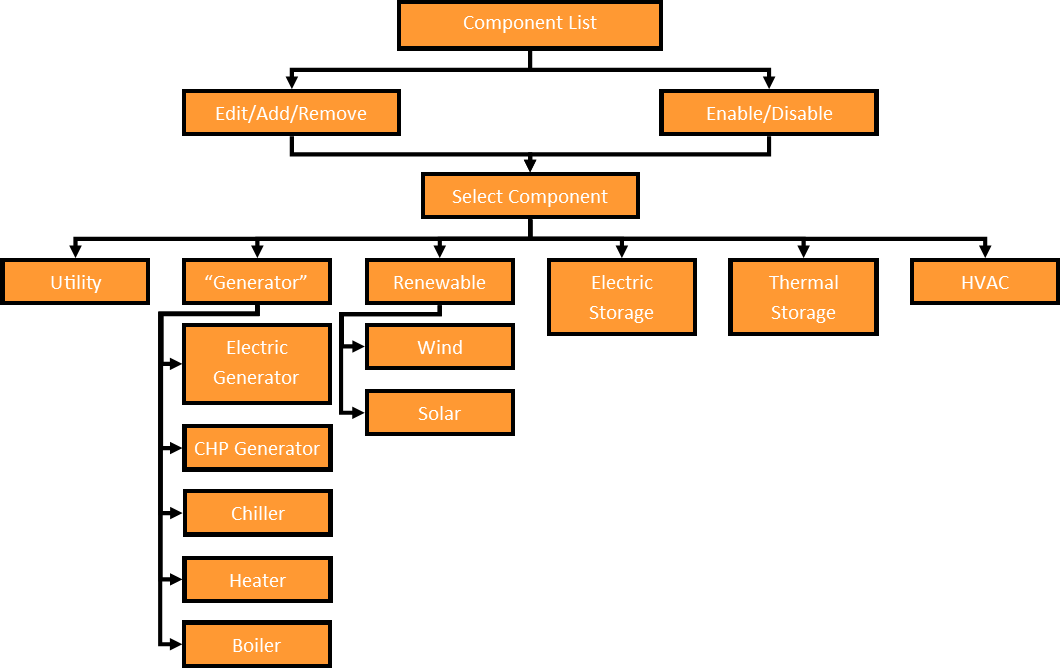 Component List
Edit/Add/Remove
Enable/Disable
Select Component
Utility
“Generator”
Renewable
Electric
Storage
Thermal
Storage
HVAC
Electric
Generator
Wind
Solar
CHP Generator
Chiller
Heater
Boiler